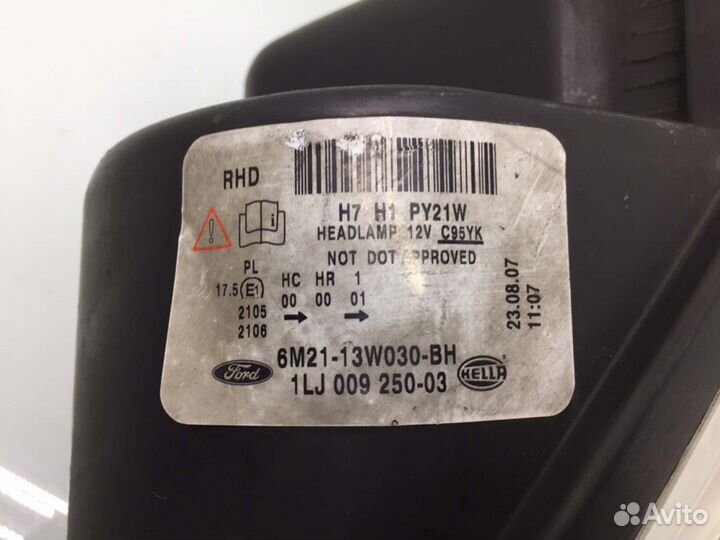 RHD
H7 H1 PY21W
HEADLAMP 12V C95YK
NOT DOT APPROVED
PL HC HR 1
17.5 E1 00 00 01
2105
2106
23.08.07
11:07
6M21-13W030-BH
Ford
1LJ 009 250-03
HELLA
Avito